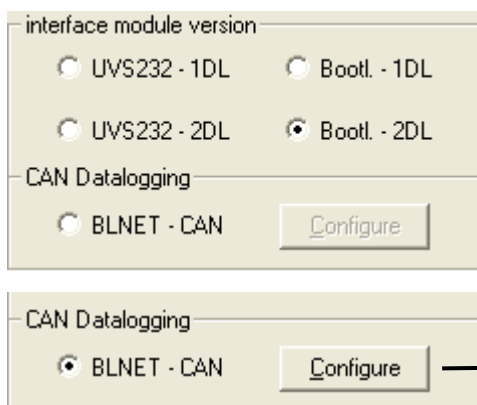 interface module version
UVS232 - 1DL Bootl. - 1DL
UVS232 - 2DL Bootl. - 2DL
CAN Datalogging
BLNET - CAN Configure
CAN Datalogging
BLNET - CAN Configure